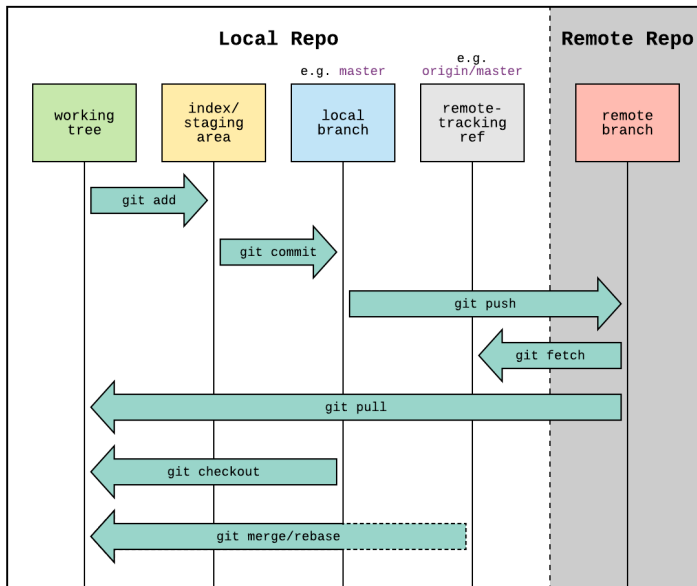 Local Repo
Remote Repo
e.g. master
e.g.
origin/master
working
tree
index/
staging
area
local
branch
remote-
tracking
ref
remote
branch
git add
git commit
git push
git fetch
git pull
git checkout
git merge/rebase